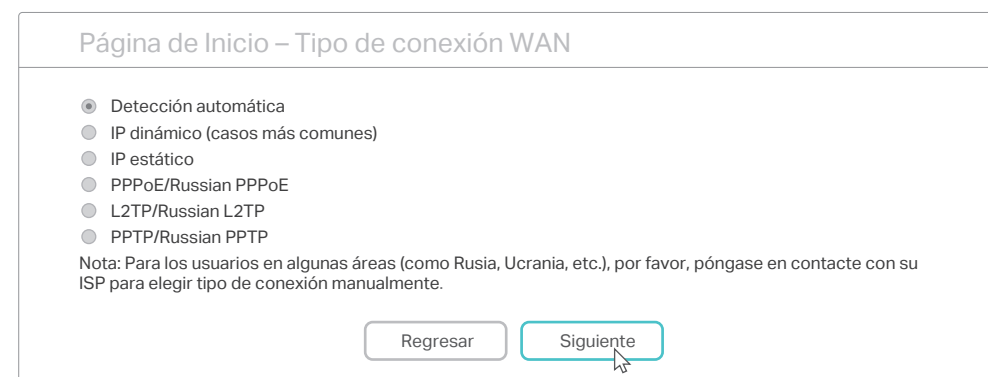 Página de Inicio – Tipo de conexión WAN
Detección automática
IP dinámico (casos más comunes)
IP estático
PPPoE/Russian PPPoE
L2TP/Russian L2TP
PPTP/Russian PPTP
Nota: Para los usuarios en algunas áreas (como Rusia, Ucrania, etc.), por favor, póngase en contacte con su
ISP para elegir tipo de conexión manualmente.
Regresar
Siguiente